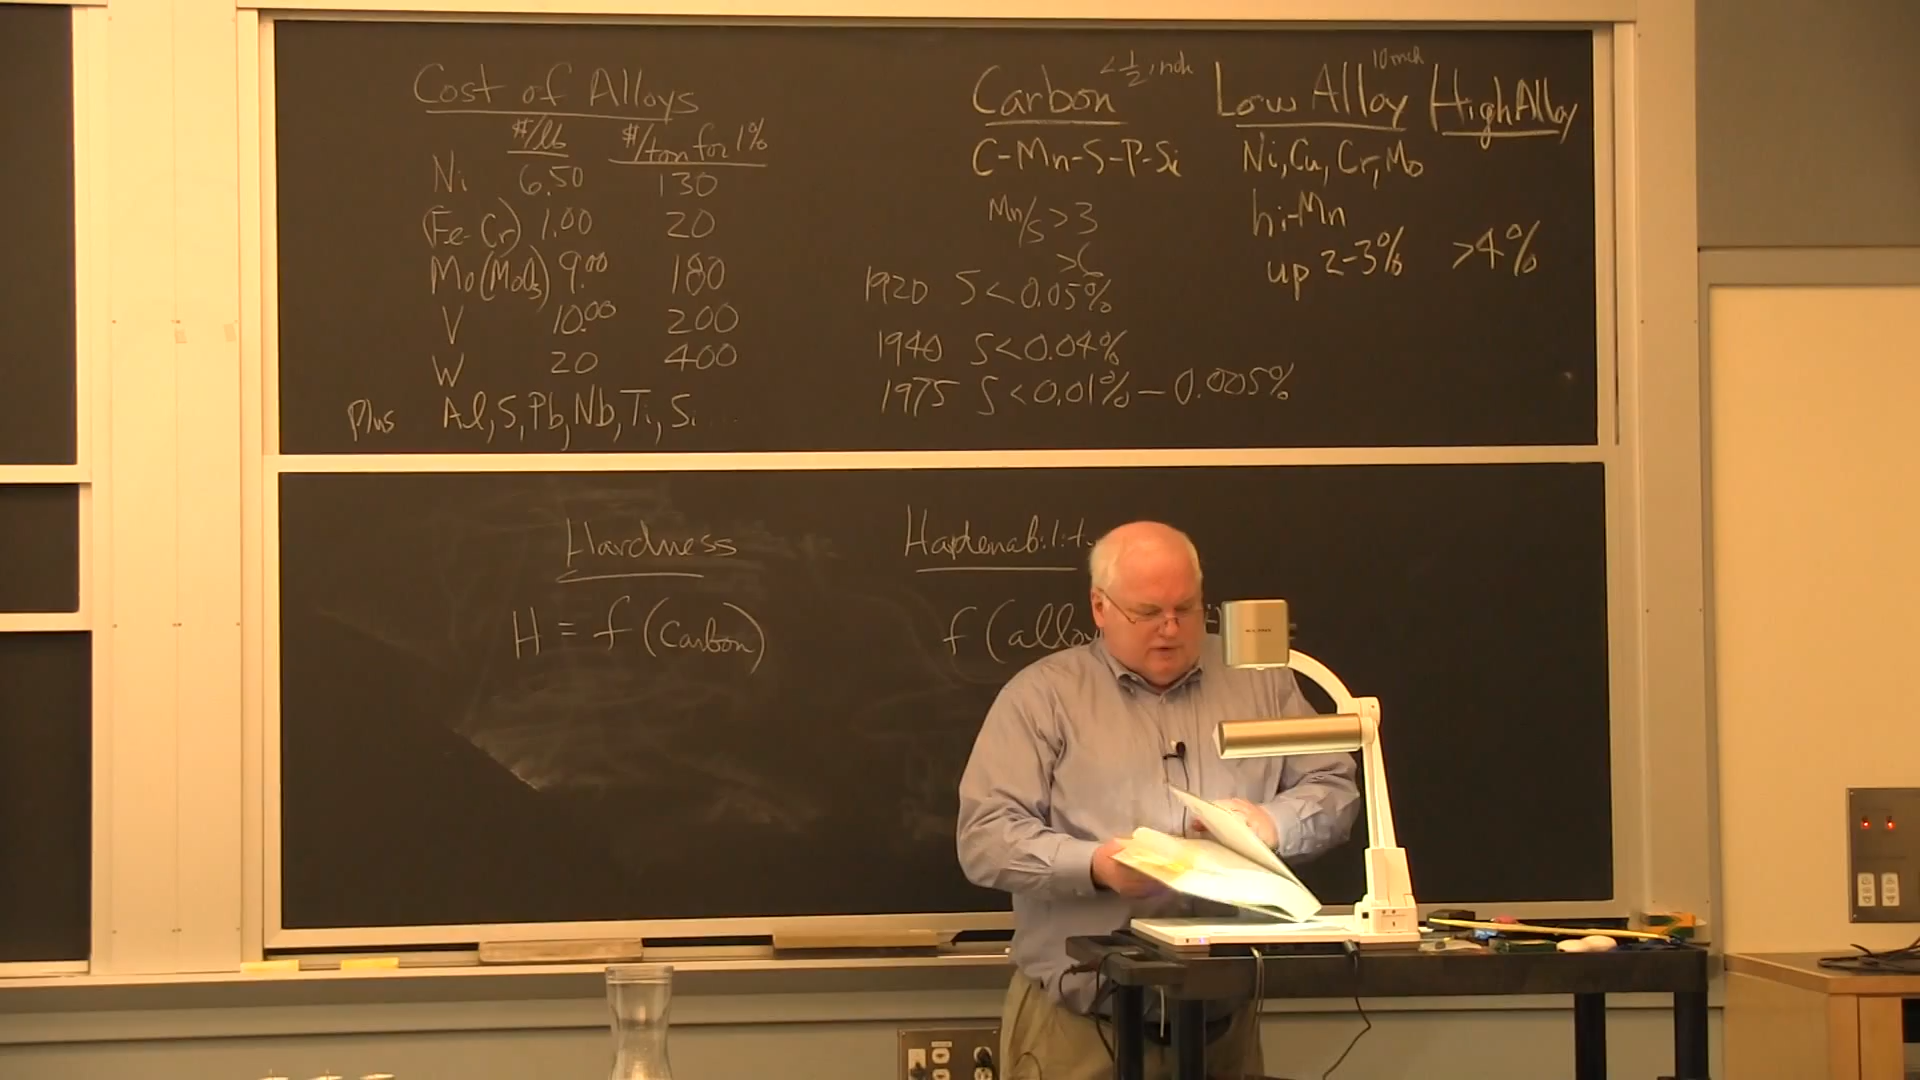 Cost of Alloys
$/lb $/ton for 1%
Ni 6.50 130
(Fe-Cr) 1.00 20
Mo(MoO3) 9.00 180
V 10.00 200
W 20 400
Plus Al, S, Pb, Nb, Ti, Si ...
Carbon < 1/2 inch
C-Mn-S-P-Si
Mn/S > 3
>6
1920 S < 0.05%
1940 S < 0.04%
1975 S < 0.01% - 0.005%
Low Alloy 10 inch
Ni, Cu, Cr, Mo
hi-Mn
up 2-3%
High Alloy
>4%
Hardness
H = f (Carbon)
Hardenabilit
f (alloy